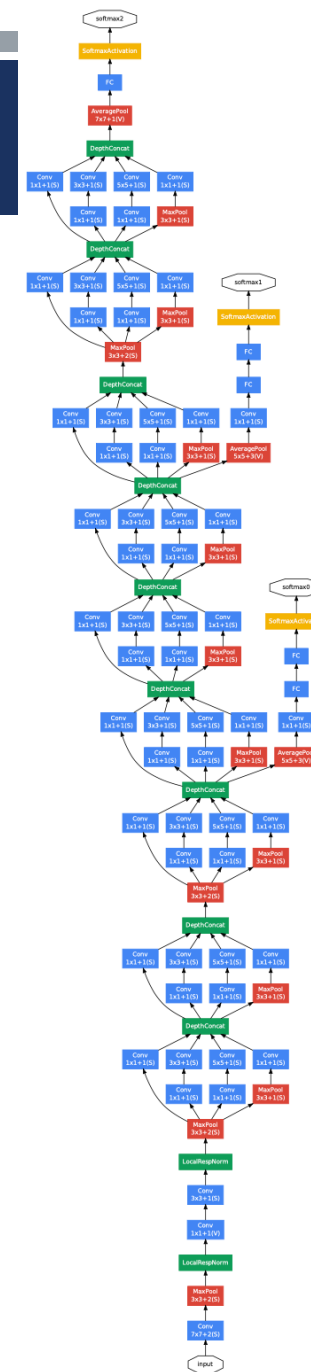 softmax2
SoftmaxActivation
FC
AveragePool
7x7+1(V)
DepthConcat
Conv Conv Conv Conv
1x1+1(S) 3x3+1(S) 5x5+1(S) 1x1+1(S)
Conv Conv MaxPool
1x1+1(S) 1x1+1(S) 3x3+1(S)
DepthConcat
Conv Conv Conv Conv
1x1+1(S) 3x3+1(S) 5x5+1(S) 1x1+1(S)
softmax1
Conv Conv MaxPool
1x1+1(S) 1x1+1(S) 3x3+1(S)
SoftmaxActivation
MaxPool
3x3+2(S)
FC
DepthConcat
FC
Conv Conv Conv Conv Conv
1x1+1(S) 3x3+1(S) 5x5+1(S) 1x1+1(S) 1x1+1(S)
Conv Conv MaxPool AveragePool
1x1+1(S) 1x1+1(S) 3x3+1(S) 5x5+3(V)
DepthConcat
Conv Conv Conv Conv
1x1+1(S) 3x3+1(S) 5x5+1(S) 1x1+1(S)
Conv Conv MaxPool
1x1+1(S) 1x1+1(S) 3x3+1(S)
DepthConcat softmax0
Conv Conv Conv Conv
1x1+1(S) 3x3+1(S) 5x5+1(S) 1x1+1(S)
SoftmaxActiva
Conv Conv MaxPool
1x1+1(S) 1x1+1(S) 3x3+1(S)
FC
DepthConcat FC
Conv Conv Conv Conv Conv
1x1+1(S) 3x3+1(S) 5x5+1(S) 1x1+1(S) 1x1+1(S)
Conv Conv MaxPool AveragePoo
1x1+1(S) 1x1+1(S) 3x3+1(S) 5x5+3(V)
DepthConcat
Conv Conv Conv Conv
1x1+1(S) 3x3+1(S) 5x5+1(S) 1x1+1(S)
Conv Conv MaxPool
1x1+1(S) 1x1+1(S) 3x3+1(S)
MaxPool
3x3+2(S)
DepthConcat
Conv Conv Conv Conv
1x1+1(S) 3x3+1(S) 5x5+1(S) 1x1+1(S)
Conv Conv MaxPool
1x1+1(S) 1x1+1(S) 3x3+1(S)
DepthConcat
Conv Conv Conv Conv
1x1+1(S) 3x3+1(S) 5x5+1(S) 1x1+1(S)
Conv Conv MaxPool
1x1+1(S) 1x1+1(S) 3x3+1(S)
MaxPool
3x3+2(S)
LocalRespNorm
Conv
3x3+1(S)
Conv
1x1+1(V)
LocalRespNorm
MaxPool
3x3+2(S)
Conv
7x7+2(S)
input